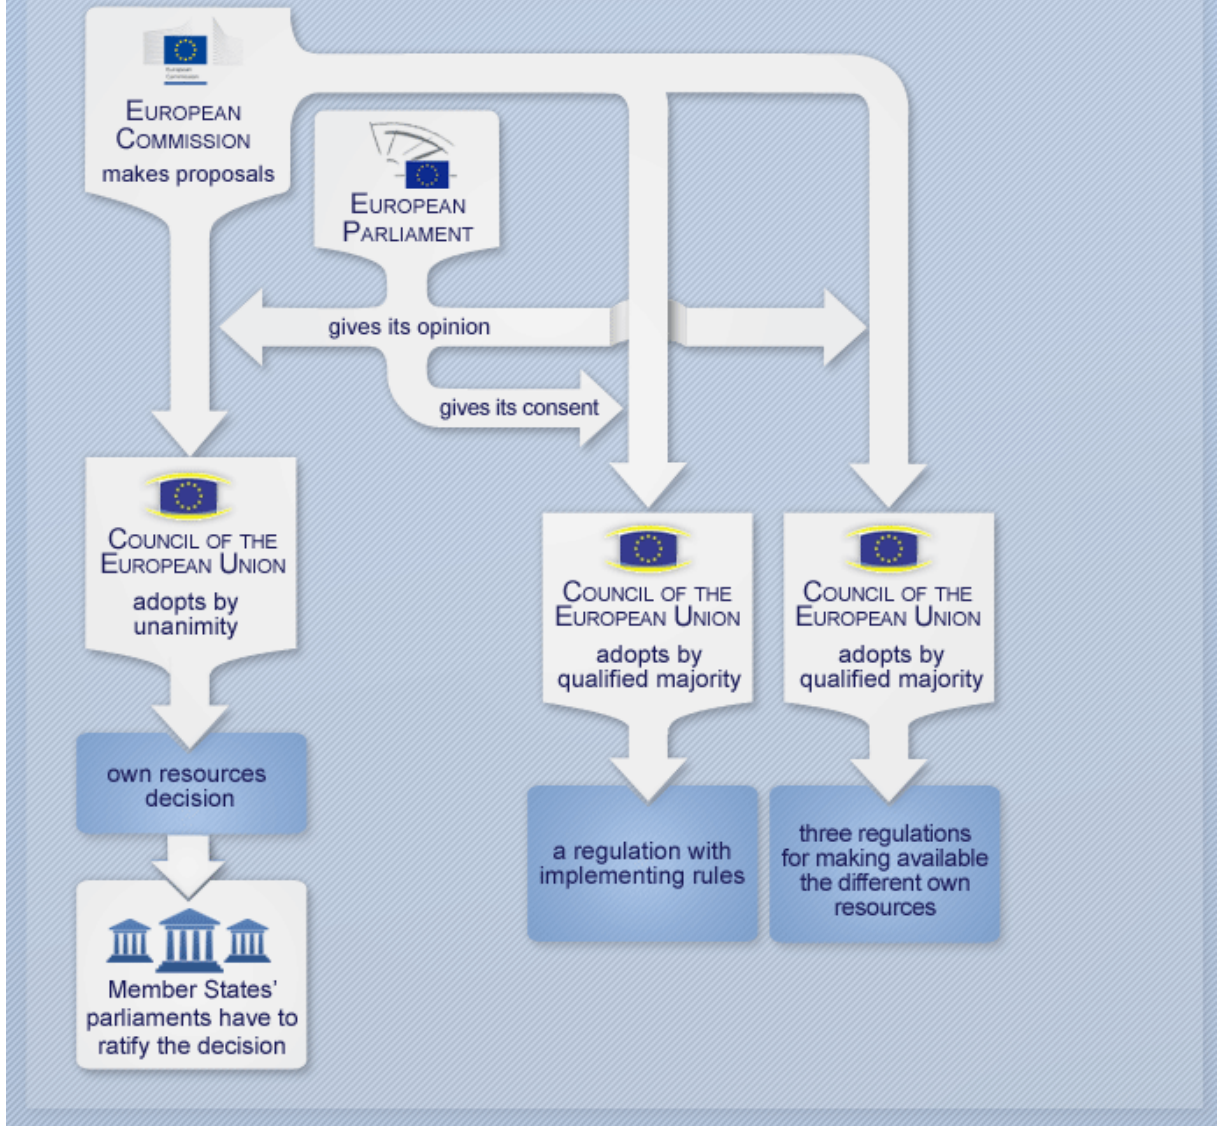 European
Commission
EUROPEAN
COMMISSION
makes proposals
EUROPEAN
PARLIAMENT
gives its opinion
gives its consent
COUNCIL OF THE
EUROPEAN UNION
adopts by
unanimity
own resources
decision
Member States’
parliaments have to
ratify the decision
COUNCIL OF THE
EUROPEAN UNION
adopts by
qualified majority
a regulation with
implementing rules
COUNCIL OF THE
EUROPEAN UNION
adopts by
qualified majority
three regulations
for making available
the different own
resources